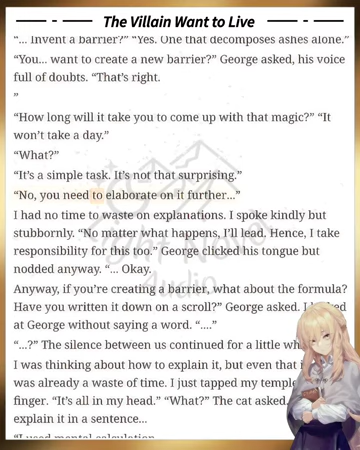 The Villain Want to Live
"... Invent a barrier?" "Yes. One that decomposes ashes alone."
"You... want to create a new barrier?" George asked, his voice
full of doubts. "That's right.
"
"How long will it take you to come up with that magic?" "It
won't take a day."
"What?"
"It's a simple task. It's not that surprising."
"No, you need to elaborate on it further..."
I had no time to waste on explanations. I spoke kindly but
stubbornly. "No matter what happens, I'll lead. Hence, I take
responsibility for this too." George clicked his tongue but
nodded anyway. "... Okay.
Anyway, if you're creating a barrier, what about the formula?
Have you written it down on a scroll?" George asked. I
at George without saying a word. "...."
"...?" The silence between us continued for a little
I was thinking about how to explain it, but even that
was already a waste of time. I just tapped my temple
finger. "It's all in my head." "What?" The cat asked.
explain it in a sentence...
"I used mental calculation
Light Novel
Audio